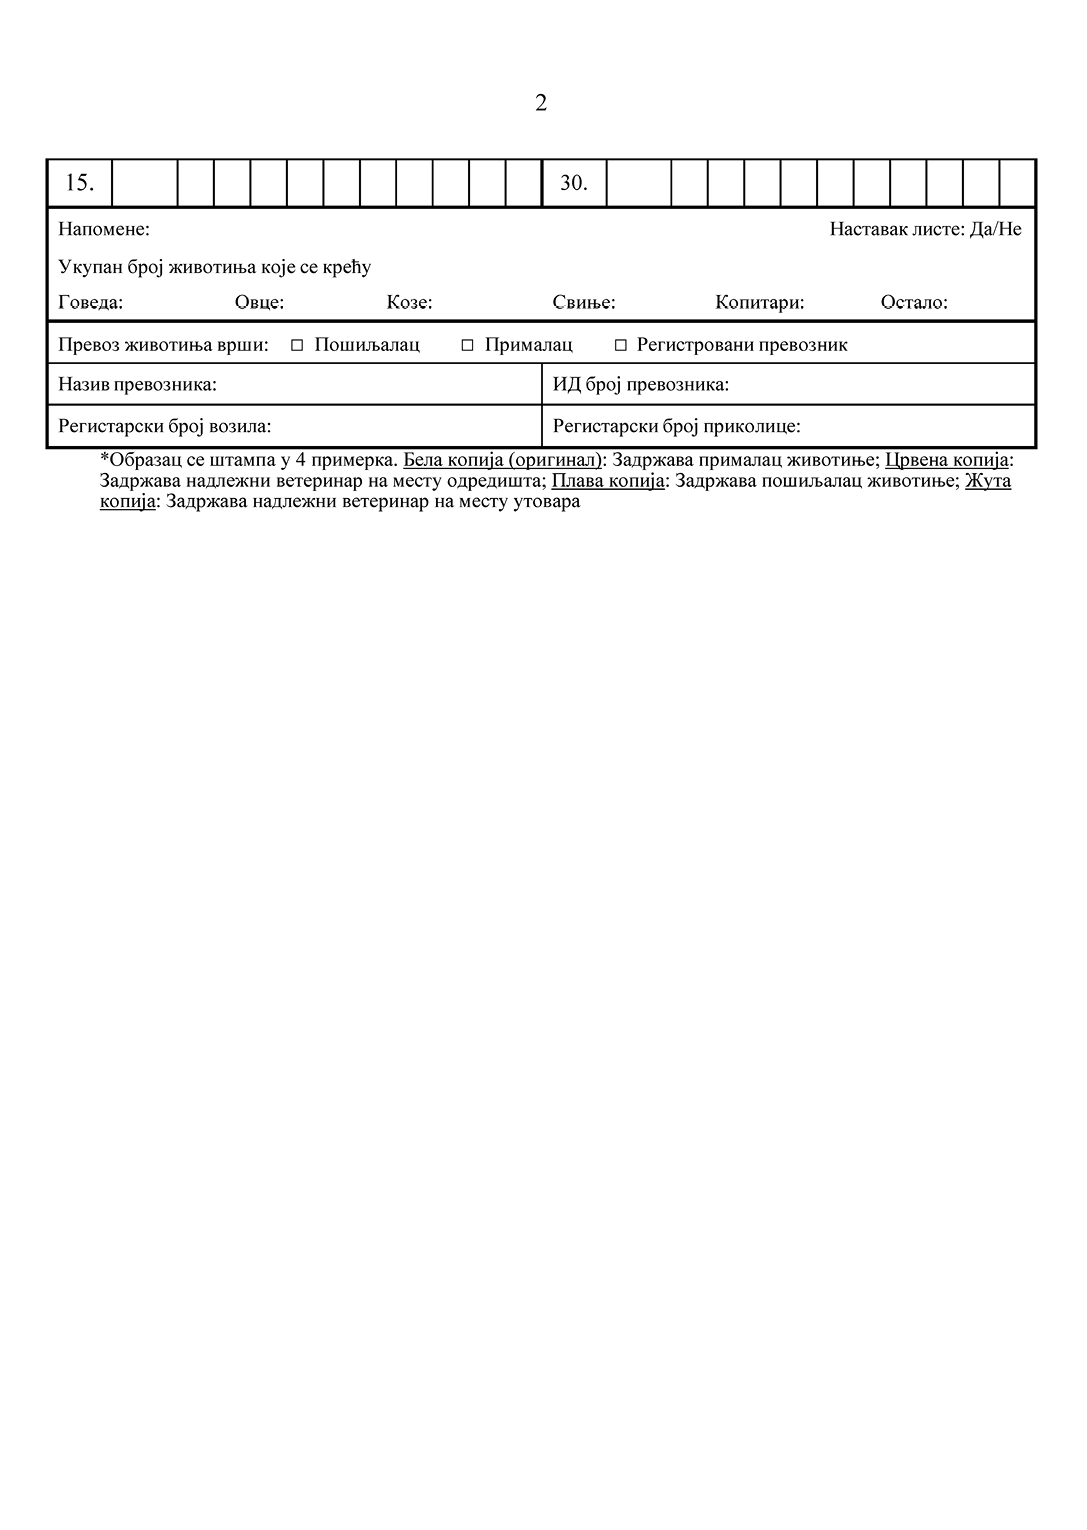 2
15. 30.
Напомене: Наставак листе: Да/Не
Укупан број животиња које се крећу
Говеда: Овце: Козе: Свиње: Копитари: Остало:
Превоз животиња врши: □ Пошиљалац □ Прималац □ Регистровани превозник
Назив превозника: ИД број превозника:
Регистарски број возила: Регистарски број приколице:
*Образац се штампа у 4 примерка. Бела копија (оригинал): Задржава прималац животиње; Црвена копија:
Задржава надлежни ветеринар на месту одредишта; Плава копија: Задржава пошиљалац животиње; Жута
копија: Задржава надлежни ветеринар на месту утовара